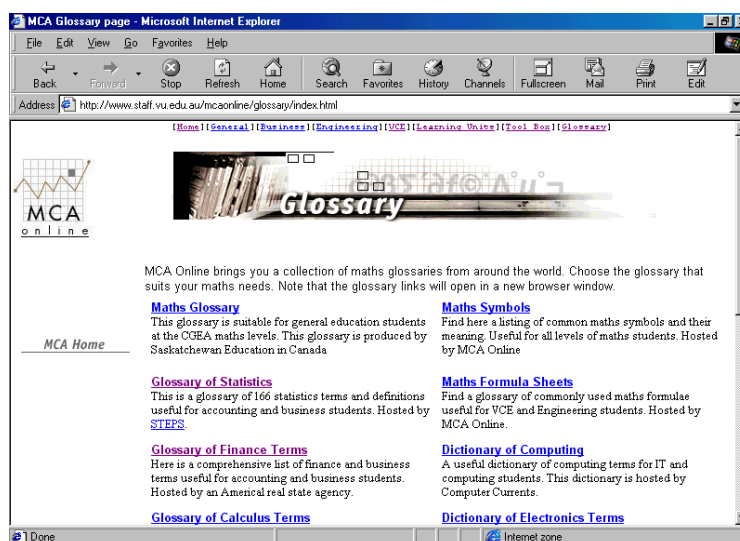 MCA Glossary page - Microsoft Internet Explorer
File Edit View Go Favorites Help
Back Forward Stop Refresh Home Search Favorites History Channels Fullscreen Mail Print Edit
Address http://www.staff.vu.edu.au/mcaonline/glossary/index.html
[Home][General][Business][Engineering][VCE][Learning Units][Tool Box][Glossary]
Glossary
MCA
online
MCA Home
MCA Online brings you a collection of maths glossaries from around the world. Choose the glossary that
suits your maths needs. Note that the glossary links will open in a new browser window.
Maths Glossary
This glossary is suitable for general education students
at the CGEA maths levels. This glossary is produced by
Saskatchewan Education in Canada
Maths Symbols
Find here a listing of common maths symbols and their
meaning. Useful for all levels of maths students. Hosted
by MCA Online
Glossary of Statistics
This is a glossary of 166 statistics terms and definitions
useful for accounting and business students. Hosted by
STEPS.
Maths Formula Sheets
Find a glossary of commonly used maths formulae
useful for VCE and Engineering students. Hosted by
MCA Online.
Glossary of Finance Terms
Here is a comprehensive list of finance and business
terms useful for accounting and business students.
Hosted by an Americal real state agency.
Dictionary of Computing
A useful dictionary of computing terms for IT and
computing students. This dictionary is hosted by
Computer Currents.
Glossary of Calculus Terms
Dictionary of Electronics Terms
Done
Internet zone